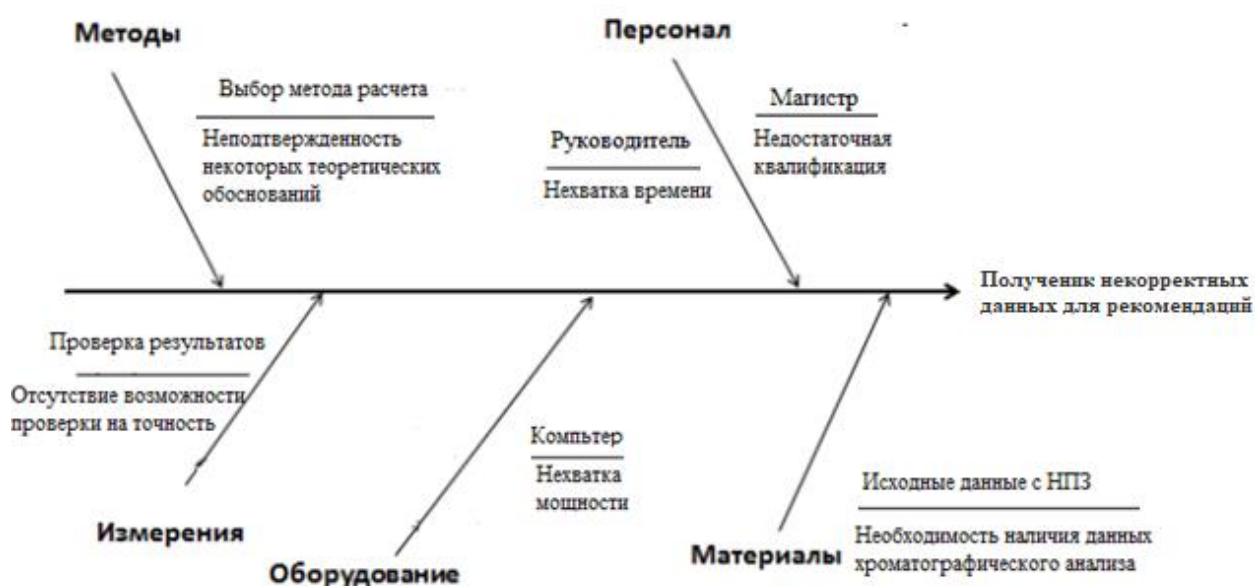 Методы
Персонал
Выбор метода расчета
Неподтвержденность
некоторых теоретических
обоснований
Руководитель
Нехватка времени
Магистр
Недостаточная
квалификация
Полученик некорректных
данных для рекомендаций
Проверка результатов
Отсутствие возможности
проверки на точность
Измерения
Компьтер
Нехватка
мощности
Оборудование
Исходные данные с НПЗ
Необходимость наличия данных
хроматографического анализа
Материалы